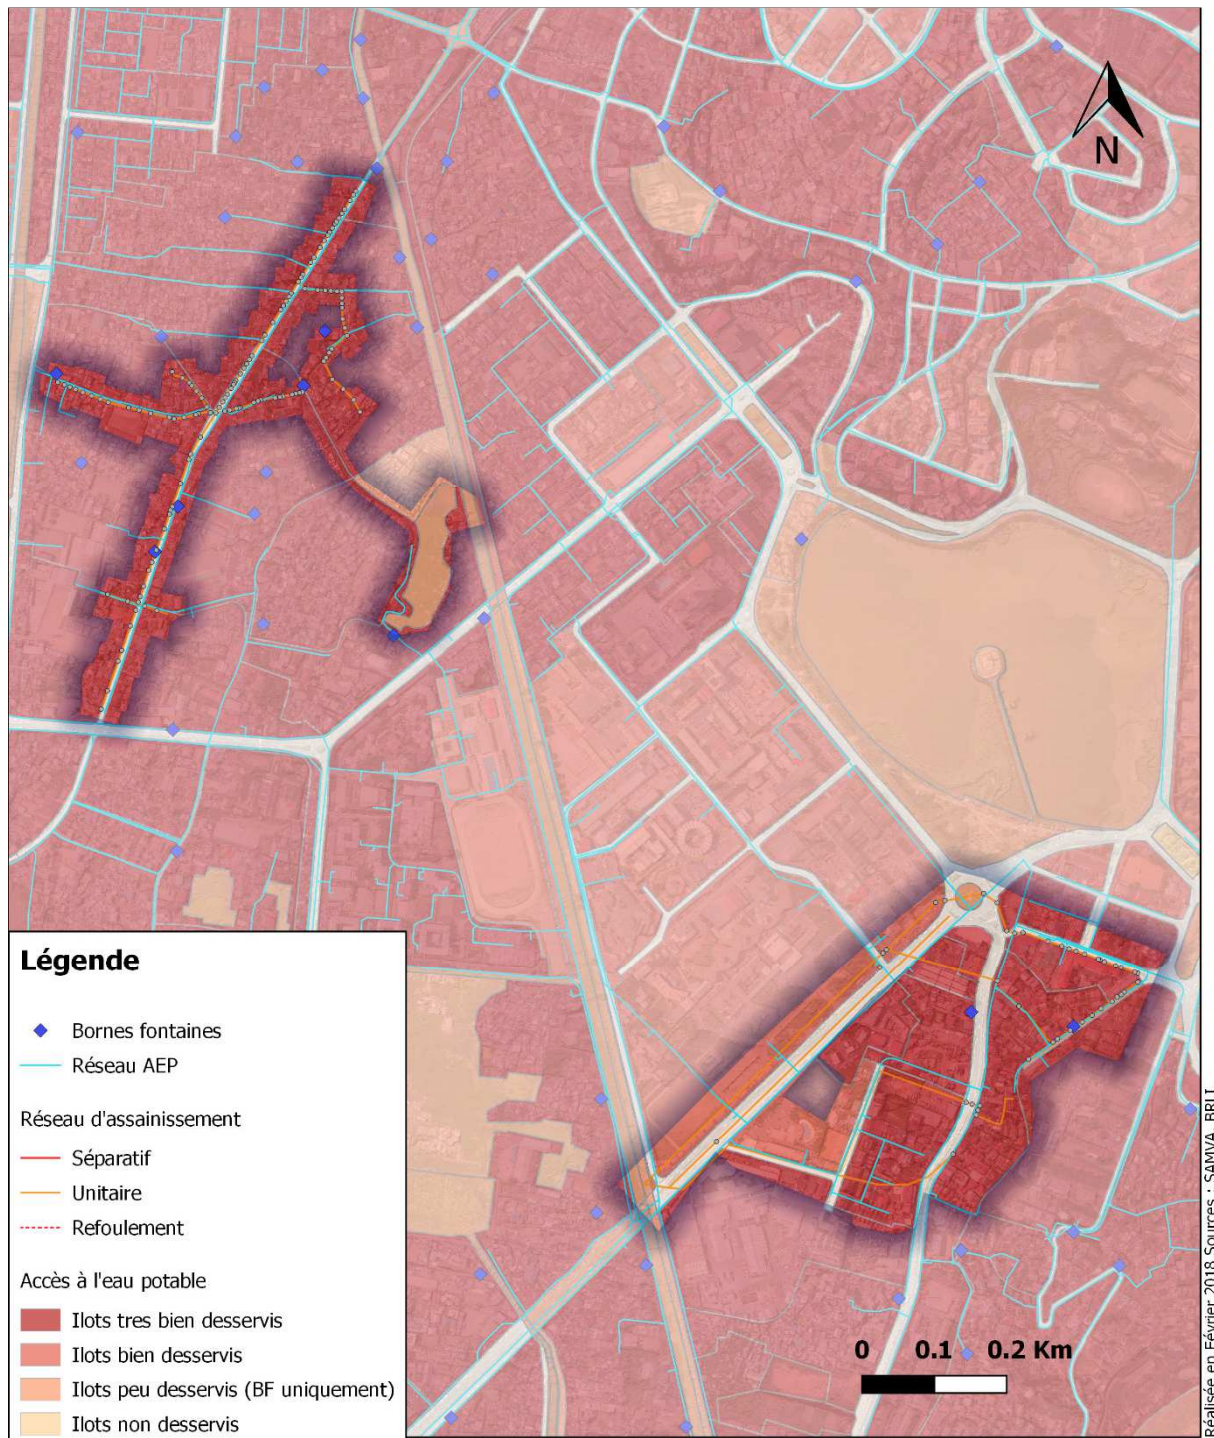 N
Légende
Bornes fontaines
Réseau AEP
Réseau d'assainissement
Séparatif
Unitaire
Refoulement
Accès à l'eau potable
Ilots tres bien desservis
Ilots bien desservis
Ilots peu desservis (BF uniquement)
Ilots non desservis
0 0.1 0.2 Km
Réalisée en Février 2018 Sources : SAMVA, BRLI